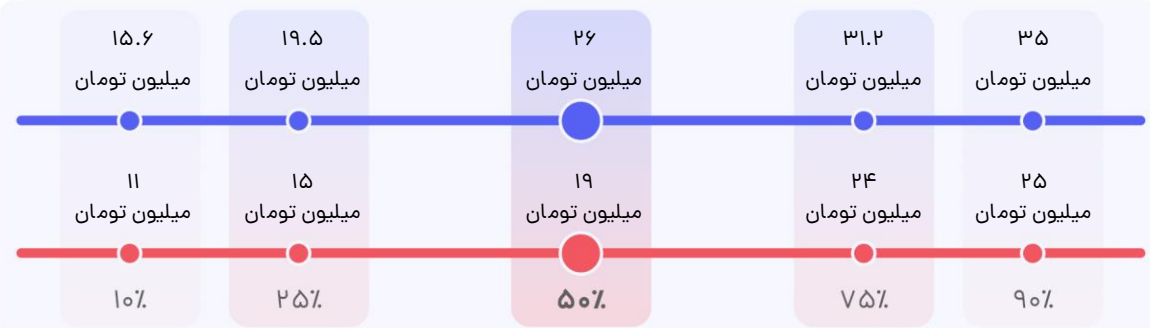 ۱۵.۶ ۱۹.۵ ۲۶ ۳۱.۲ ۳۵
میلیون تومان میلیون تومان میلیون تومان میلیون تومان میلیون تومان
۱۱ ۱۵ ۱۹ ۲۴ ۲۵
میلیون تومان میلیون تومان میلیون تومان میلیون تومان میلیون تومان
۱۰٪ ۲۵٪ ۵۰٪ ۷۵٪ ۹۰٪